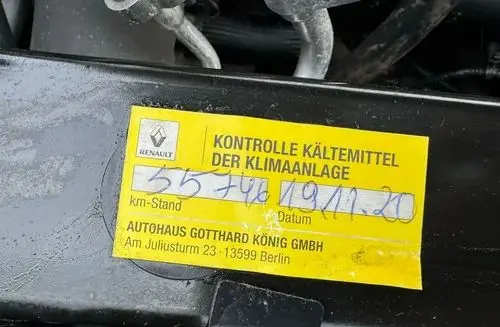 RENAULT
KONTROLLE KÄLTEMITTEL
DER KLIMAANLAGE
55746 19.11.20
km-Stand Datum
AUTOHAUS GOTTHARD KÖNIG GMBH
Am Juliusturm 23 · 13599 Berlin